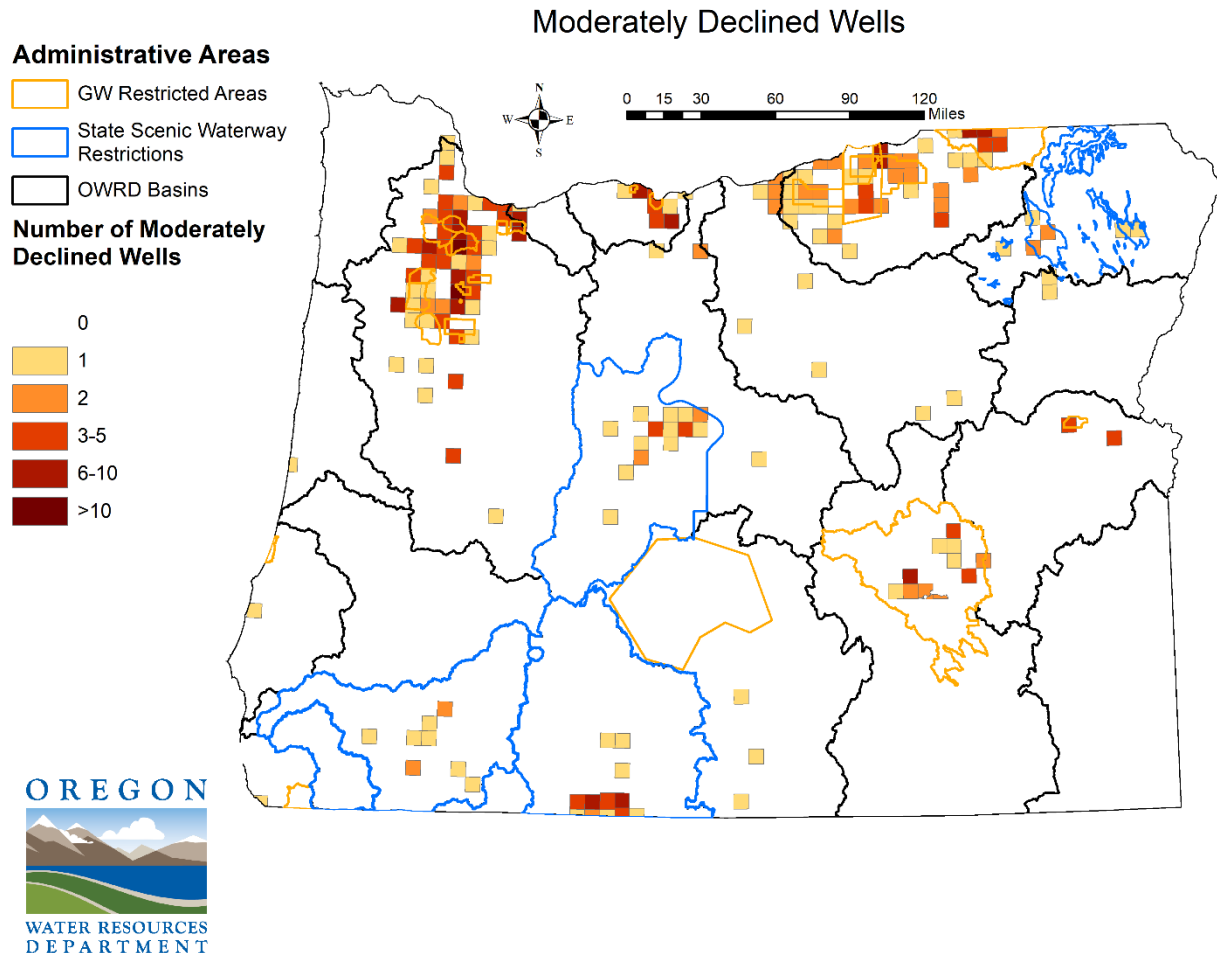 Moderately Declined Wells
Administrative Areas
GW Restricted Areas
State Scenic Waterway
Restrictions
OWRD Basins
Number of Moderately
Declined Wells
0
1
2
3-5
6-10
>10
N
W E
S
0 15 30 60 90 120
Miles
OREGON
WATER RESOURCES
DEPARTMENT